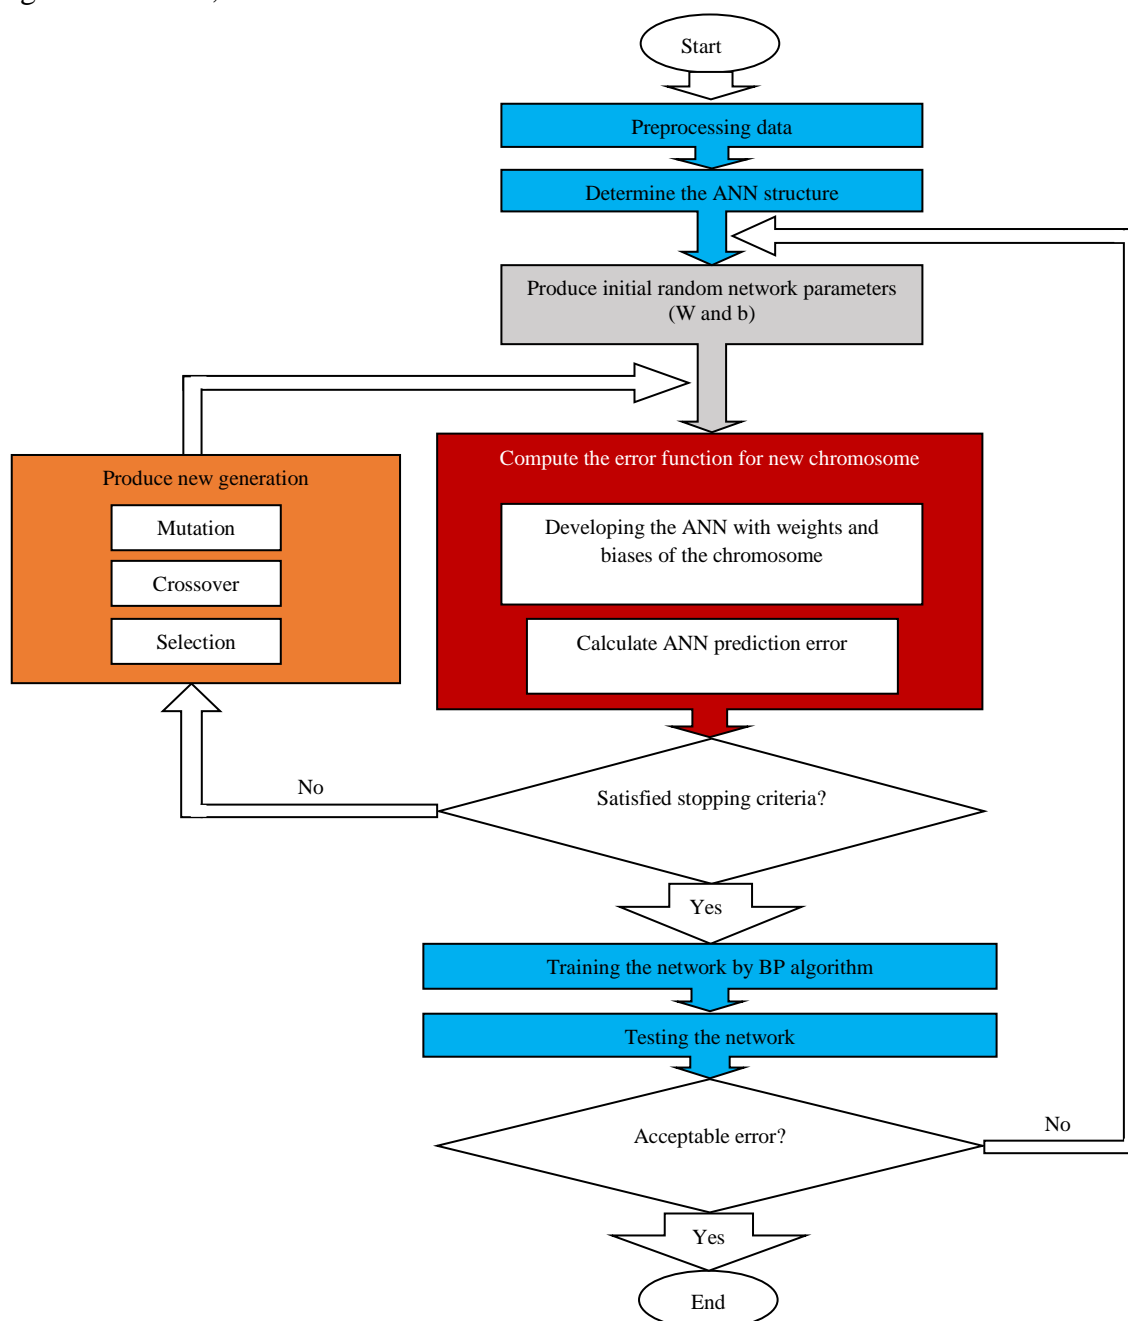 Start
Preprocessing data
Determine the ANN structure
Produce initial random network parameters
(W and b)
Compute the error function for new chromosome
Produce new generation
Mutation
Crossover
Selection
Developing the ANN with weights and
biases of the chromosome
Calculate ANN prediction error
No
Satisfied stopping criteria?
Yes
Training the network by BP algorithm
Testing the network
Acceptable error?
No
Yes
End